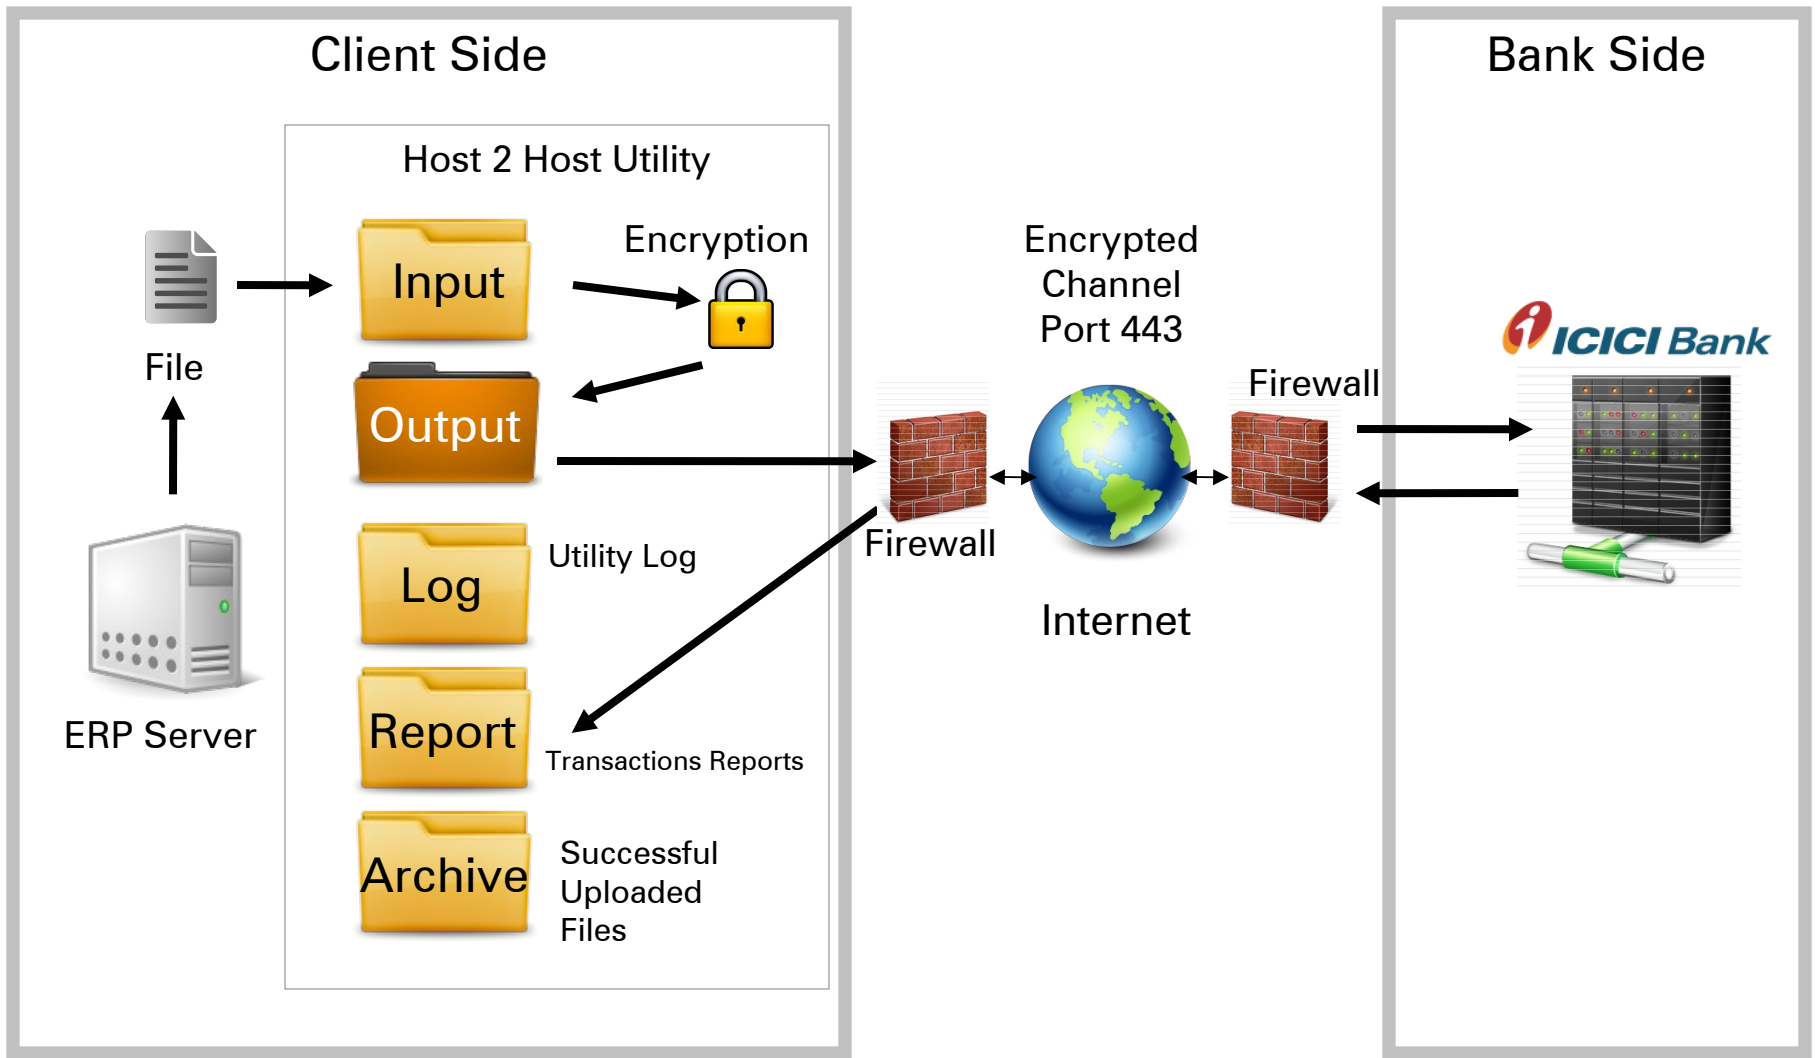 Client Side
Bank Side
Host 2 Host Utility
Encryption
Input
File
Output
Log
Utility Log
Report
Transactions Reports
Archive
Successful
Uploaded
Files
ERP Server
Encrypted
Channel
Port 443
Firewall
Firewall
Internet
ICICI Bank